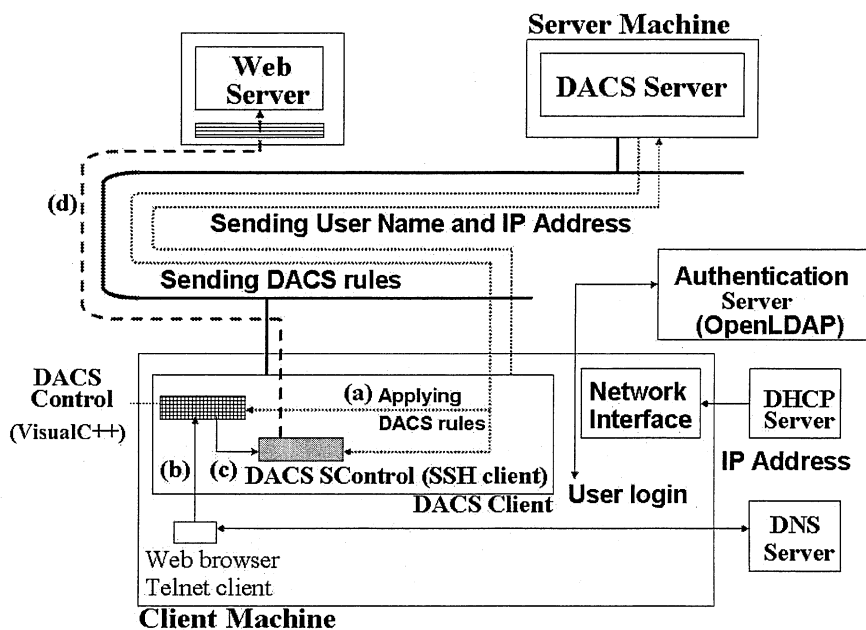 Server Machine
Web
Server
DACS Server
(d)
Sending User Name and IP Address
Sending DACS rules
Authentication
Server
(OpenLDAP)
DACS
Control
(VisualC++)
(a) Applying
DACS rules
Network
Interface
DHCP
Server
IP Address
(b)
(c)
DACS SControl (SSH client)
DACS Client
User login
DNS
Server
Web browser
Telnet client
Client Machine